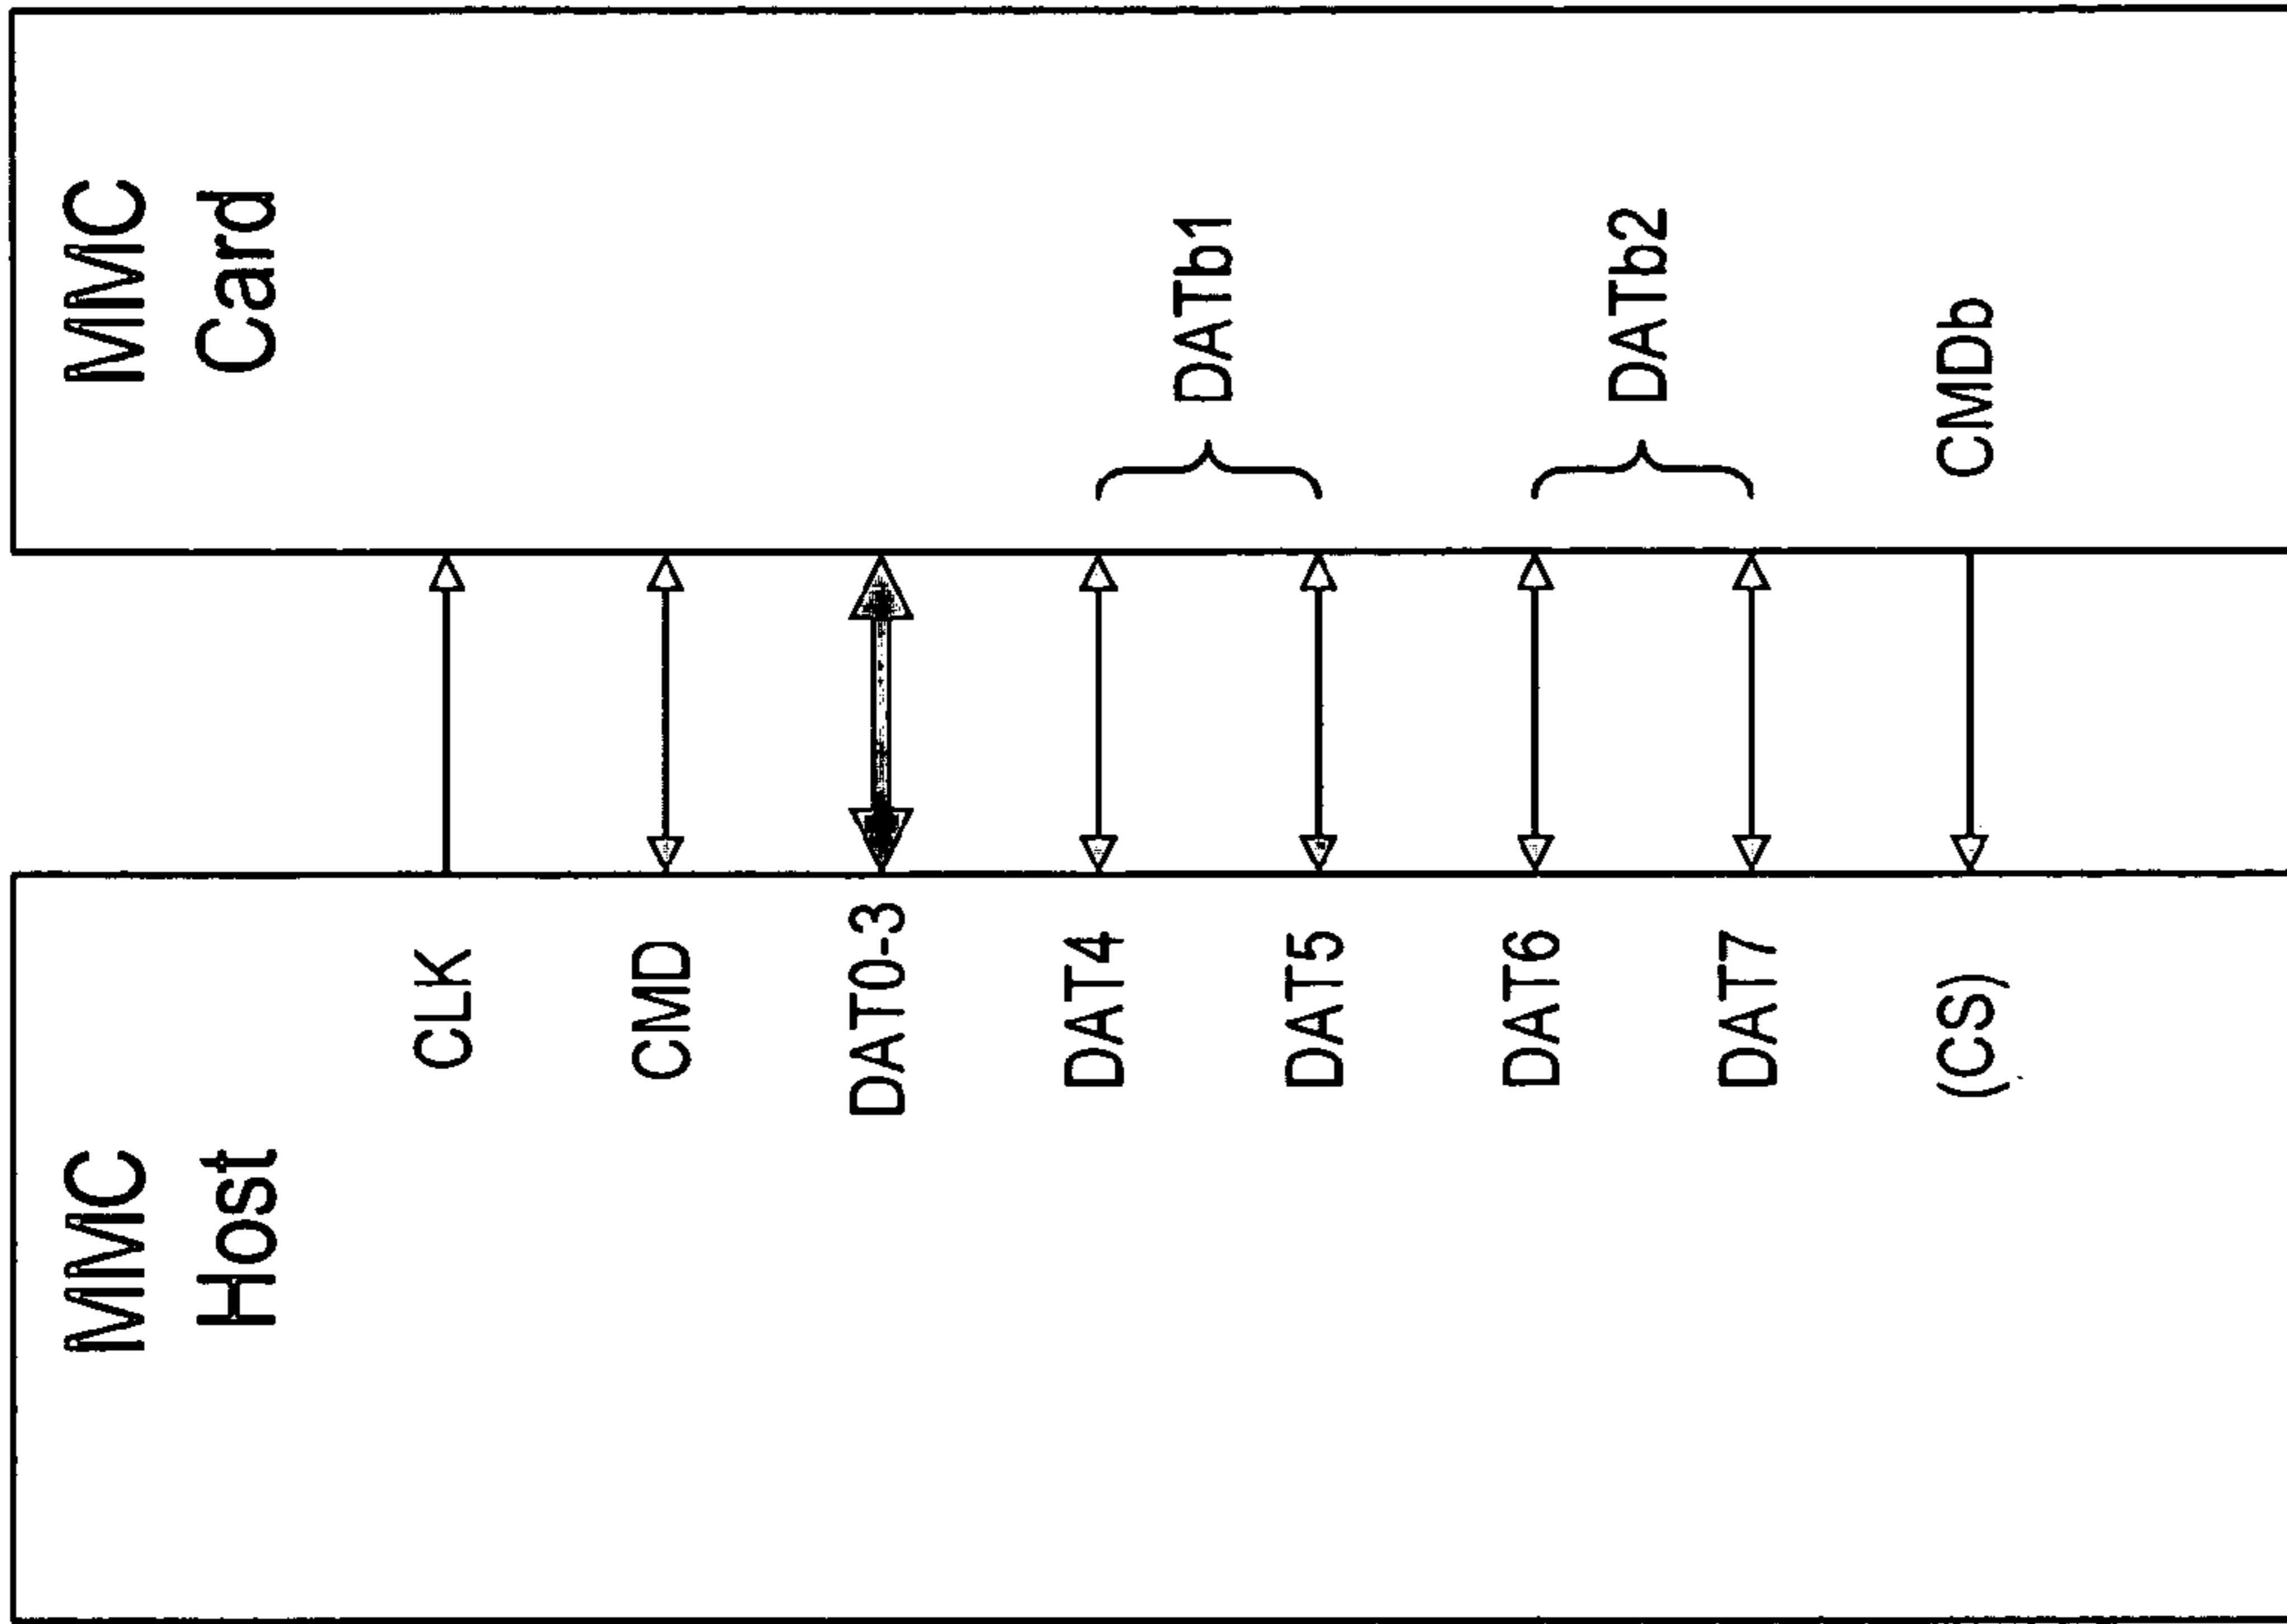 MMC
Host
MMC
Card
CLK
CMD
DAT0-3
DAT4
DAT5
DATb1
DAT6
DAT7
DATb2
(CS)
CMDb